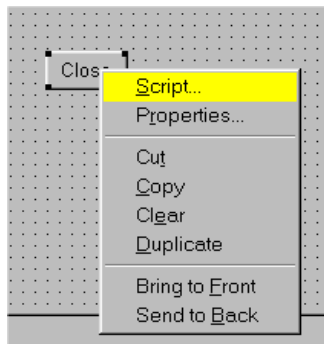 Close
Script...
Properties...
Cut
Copy
Clear
Duplicate
Bring to Front
Send to Back